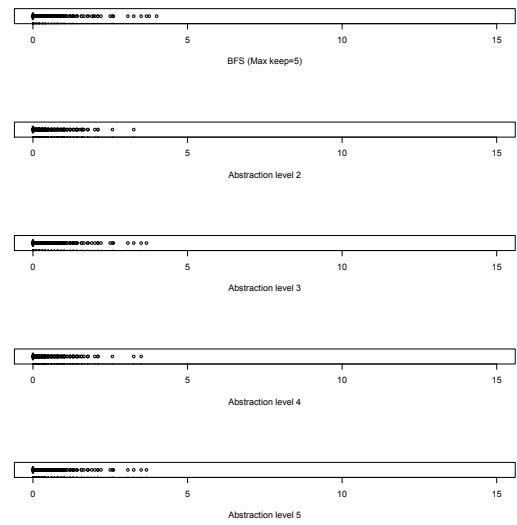 0 5 10 15
BFS (Max keep=5)
0 5 10 15
Abstraction level 2
0 5 10 15
Abstraction level 3
0 5 10 15
Abstraction level 4
0 5 10 15
Abstraction level 5